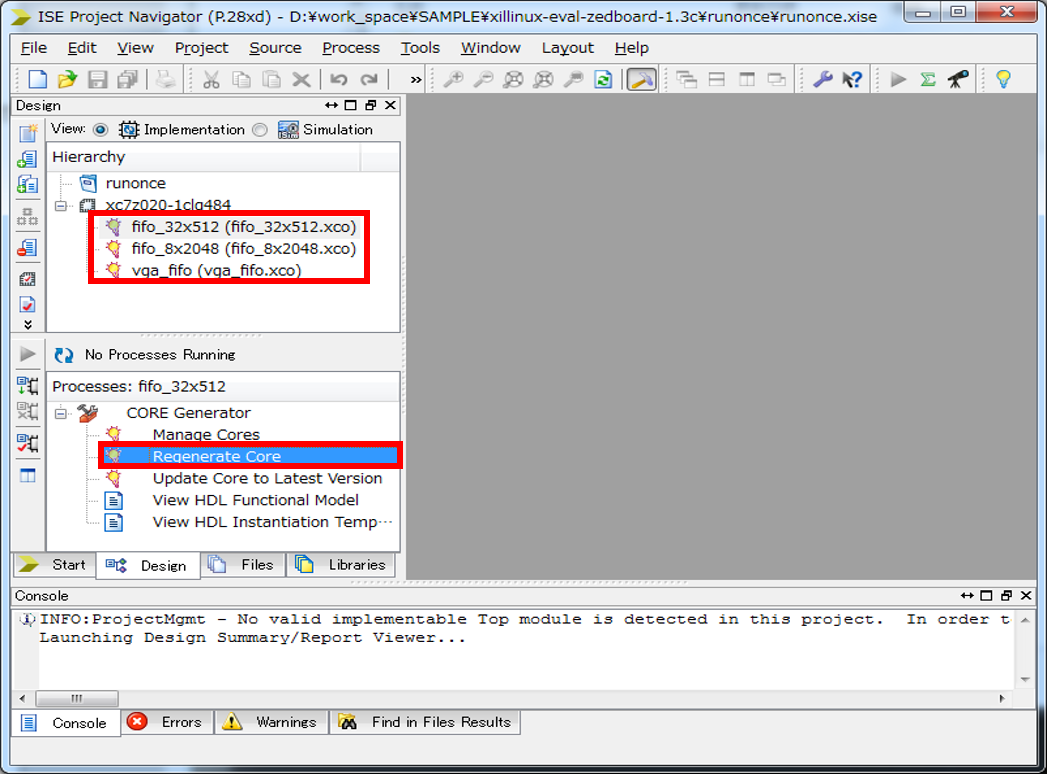 ISE Project Navigator (P.28xd) - D:¥work_space¥SAMPLE¥xillinux-eval-zedboard-1.3c¥runonce¥runonce.xise
File Edit View Project Source Process Tools Window Layout Help
Design
View: Implementation Simulation
Hierarchy
runonce
xc7z020-1clg484
fifo_32x512 (fifo_32x512.xco)
fifo_8x2048 (fifo_8x2048.xco)
vga_fifo (vga_fifo.xco)
No Processes Running
Processes: fifo_32x512
CORE Generator
Manage Cores
Regenerate Core
Update Core to Latest Version
View HDL Functional Model
View HDL Instantiation Temp…
Start Design Files Libraries
Console
INFO:ProjectMgmt - No valid implementable Top module is detected in this project.  In order t
Launching Design Summary/Report Viewer...
Console Errors Warnings Find in Files Results